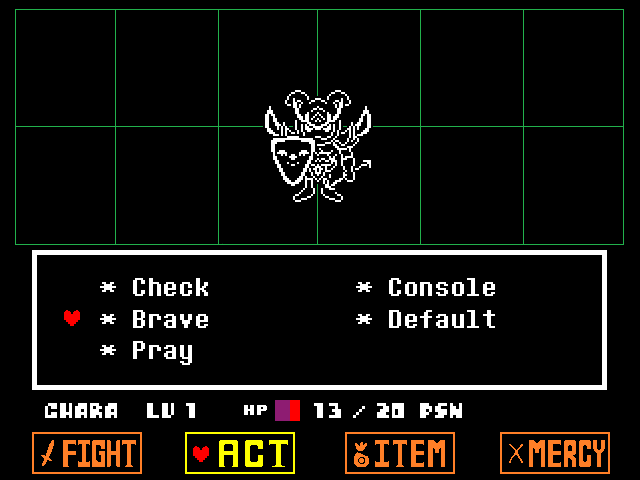 * Check * Console
* Brave * Default
* Pray
CHARA LV 1 HP 13 / 20 PSN
FIGHT ACT ITEM MERCY